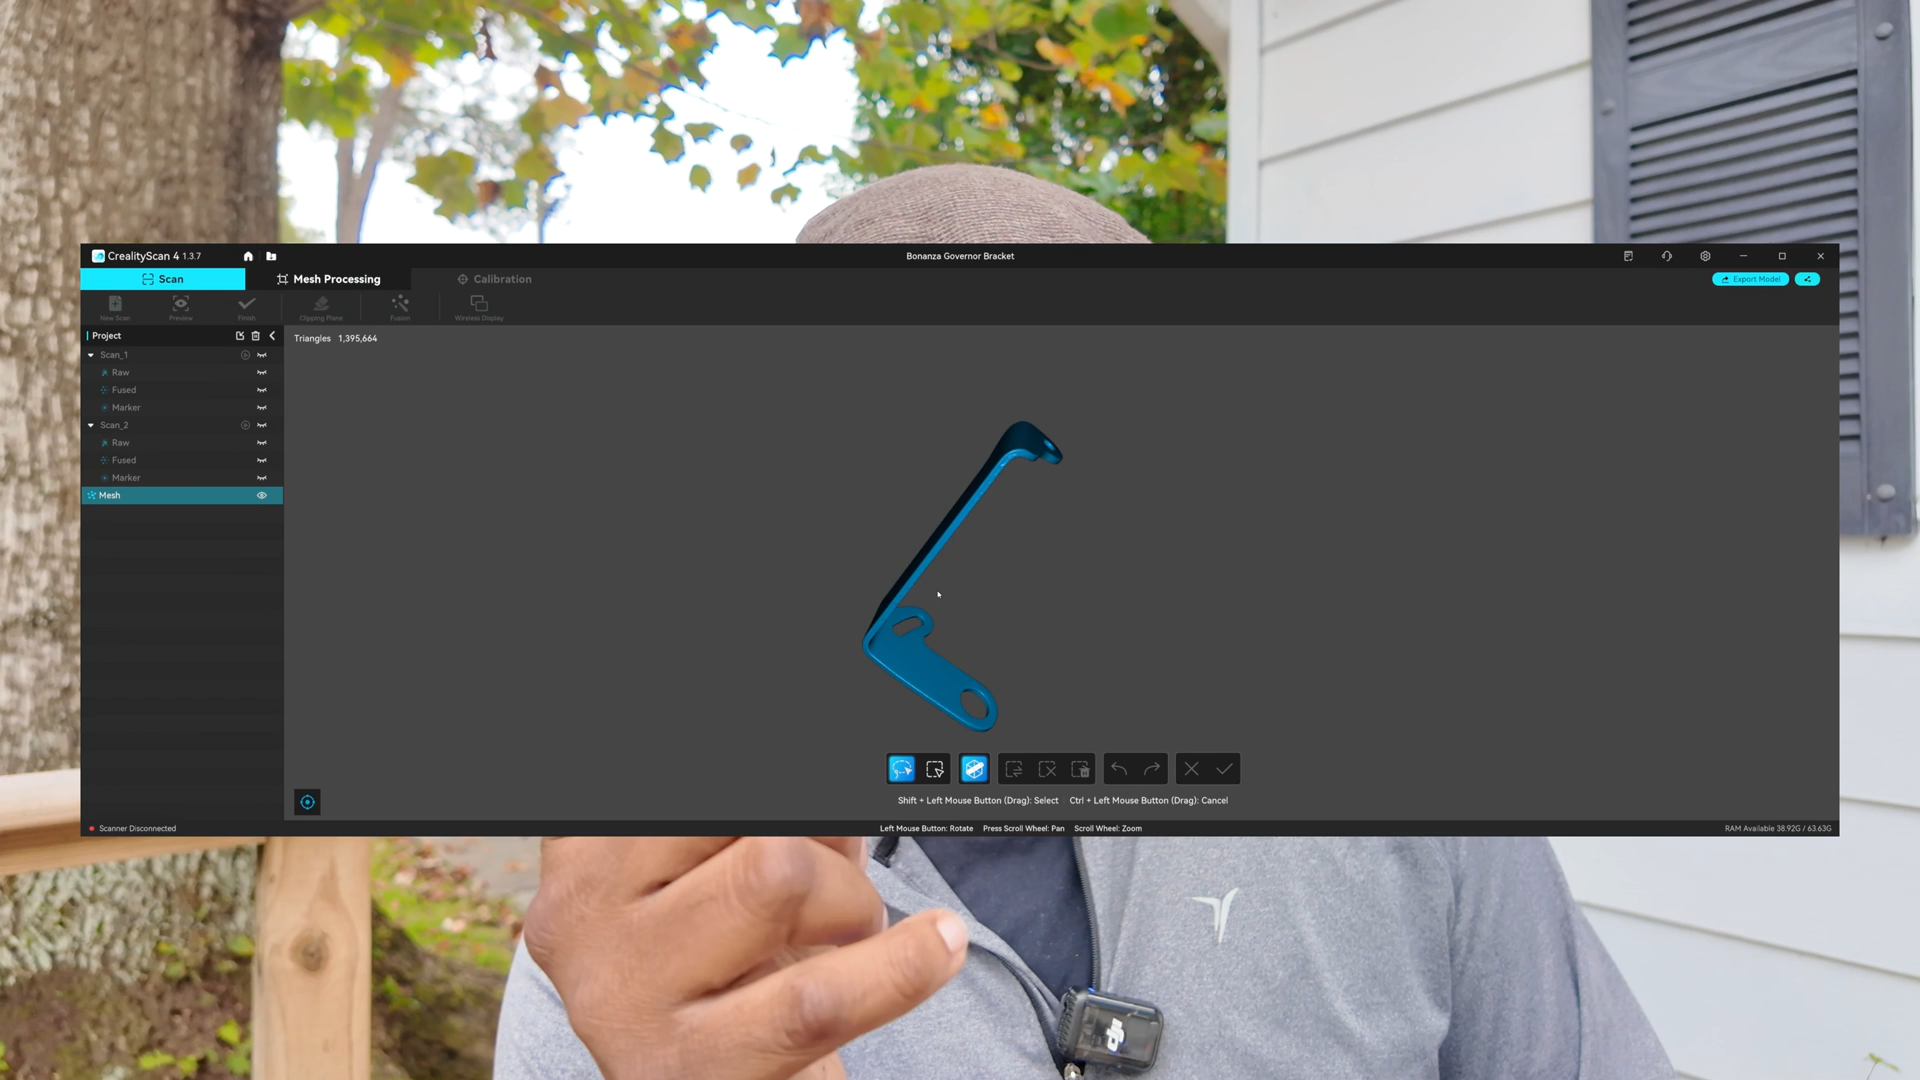 CrealityScan 4 1.3.7
Bonanza Governor Bracket
Scan
Mesh Processing
Calibration
Export Model
New Scan
Preview
Finish
Clipping Plane
Fusion
Wireless Display
Project
Triangles 1,395,664
Scan_1
Raw
Fused
Marker
Scan_2
Raw
Fused
Marker
Mesh
Shift + Left Mouse Button (Drag): Select
Ctrl + Left Mouse Button (Drag): Cancel
Scanner Disconnected
Left Mouse Button: Rotate Press Scroll Wheel: Pan Scroll Wheel: Zoom
RAM Available 38.92G / 63.63G
dji